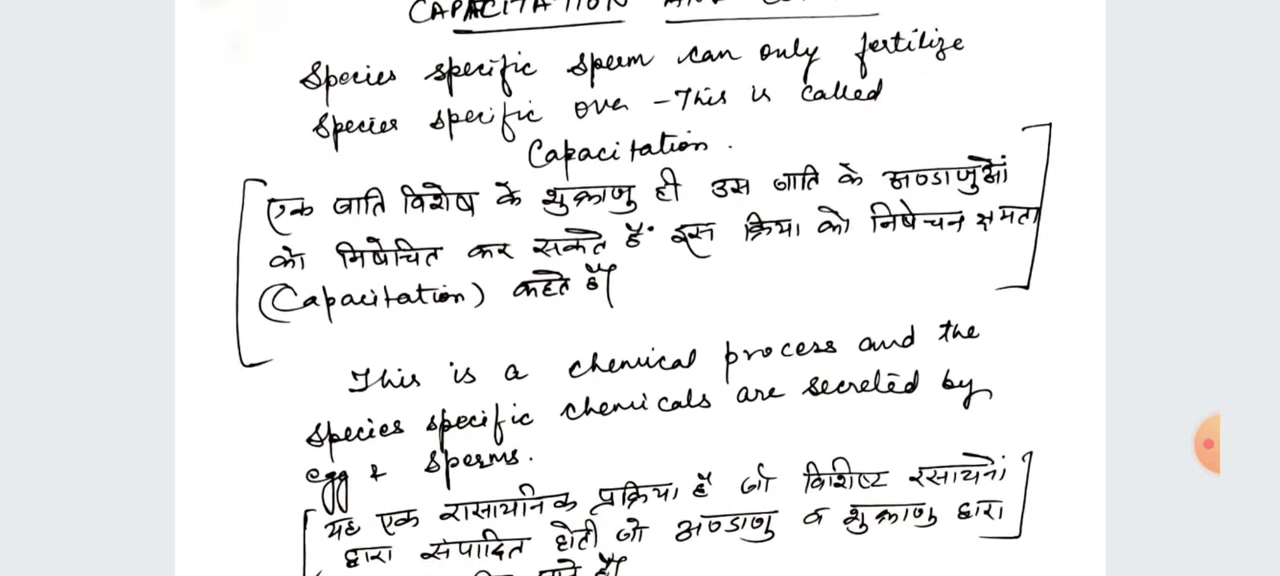 CAPACITATION
Species specific sperm can only fertilize
Species specific ova - This is called
Capacitation.
एक जाति विशेष के शुक्राणु ही उस जाति के अण्डाणुओं
को निषेचित कर सकते हैं. इस क्रिया को निषेचन क्षमता
(Capacitation) कहते हैं।
This is a chemical process and the
species specific chemicals are secreted by
egg & sperms.
यह एक रासायनिक प्रक्रिया है जो विशिष्ट रसायनों
द्वारा संपादित होती जो अण्डाणु व शुक्राणु द्वारा
जाते हैं।